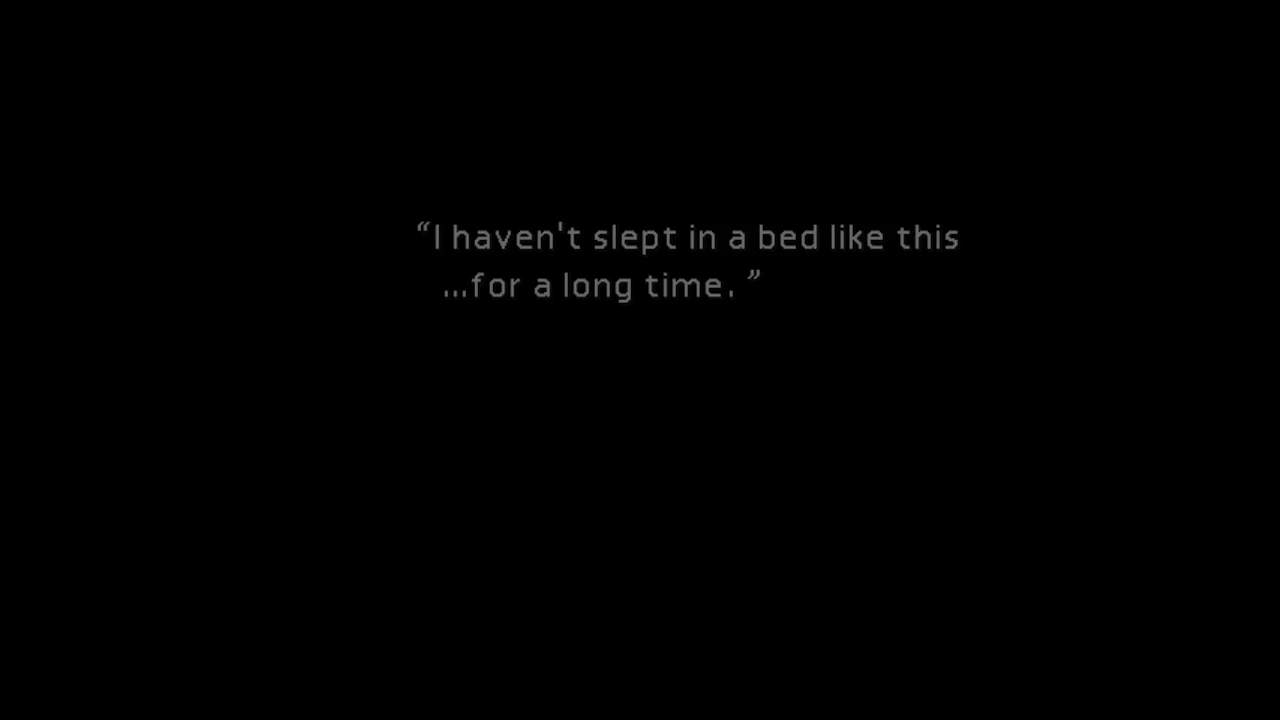 “I haven't slept in a bed like this
...for a long time. ”